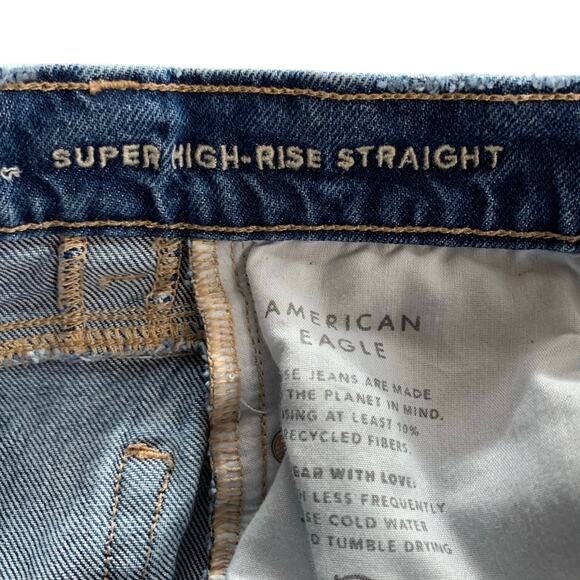 SUPER HIGH-RISE STRAIGHT
AMERICAN
EAGLE
JEANS ARE MADE
THE PLANET IN MIND.
AT LEAST 10%
RECYCLED FIBERS.
WITH LOVE:
LESS FREQUENTLY
COLD WATER
TUMBLE DRYING